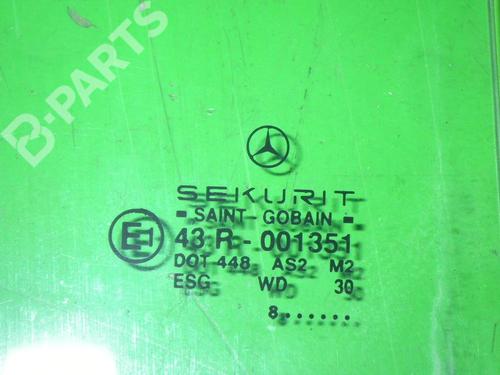 B-PARTS
SEKURIT
SAINT-GOBAIN
E1 43 R-001351
DOT-448 AS2 M2
ESG WD 30
8......